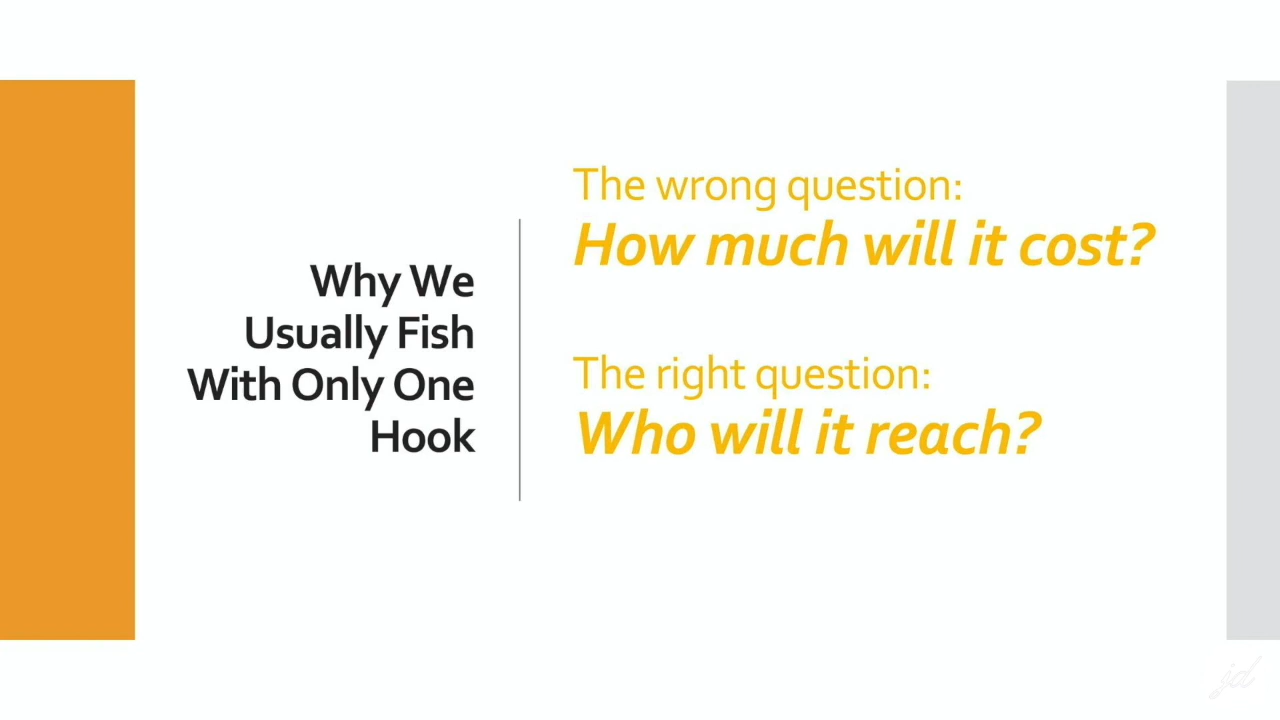 Why We
Usually Fish
With Only One
Hook
The wrong question:
How much will it cost?
The right question:
Who will it reach?
jd